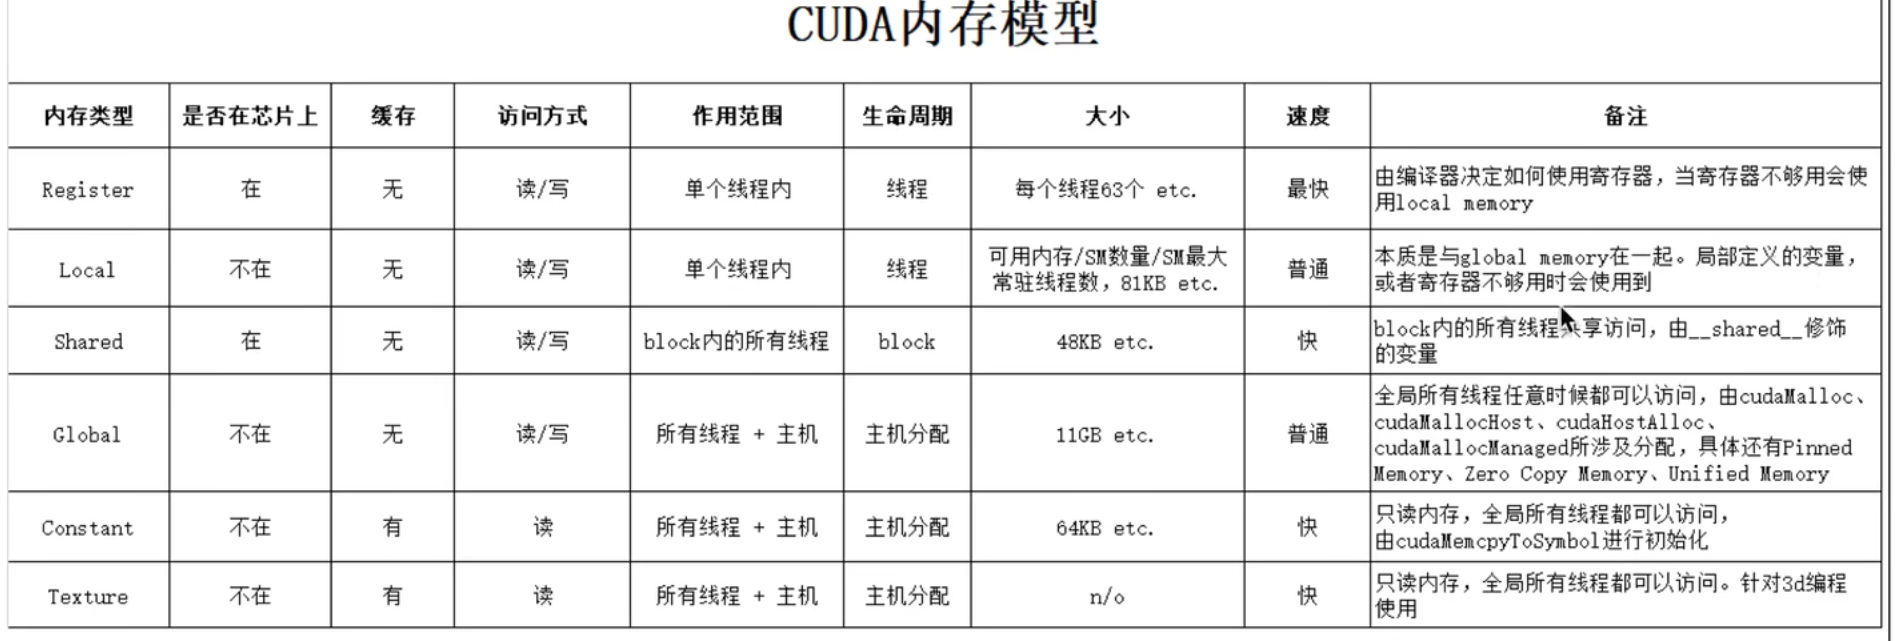 CUDA内存模型
内存类型 是否在芯片上 缓存 访问方式 作用范围 生命周期 大小 速度 备注
Register 在 无 读/写 单个线程内 线程 每个线程63个 etc. 最快 由编译器决定如何使用寄存器，当寄存器不够用会使
用local memory
Local 不在 无 读/写 单个线程内 线程 可用内存/SM数量/SM最大
常驻线程数，81KB etc. 普通 本质是与global memory在一起。局部定义的变量，
或者寄存器不够用时会使用到
Shared 在 无 读/写 block内的所有线程 block 48KB etc. 快 block内的所有线程共享访问，由__shared__修饰
的变量
Global 不在 无 读/写 所有线程 + 主机 主机分配 11GB etc. 普通 全局所有线程任意时候都可以访问，由cudaMalloc、
cudaMallocHost、cudaHostAlloc、
cudaMallocManaged所涉及分配，具体还有Pinned
Memory、Zero Copy Memory、Unified Memory
Constant 不在 有 读 所有线程 + 主机 主机分配 64KB etc. 快 只读内存，全局所有线程都可以访问，
由cudaMemcpyToSymbol进行初始化
Texture 不在 有 读 所有线程 + 主机 主机分配 n/o 快 只读内存，全局所有线程都可以访问。针对3d编程
使用